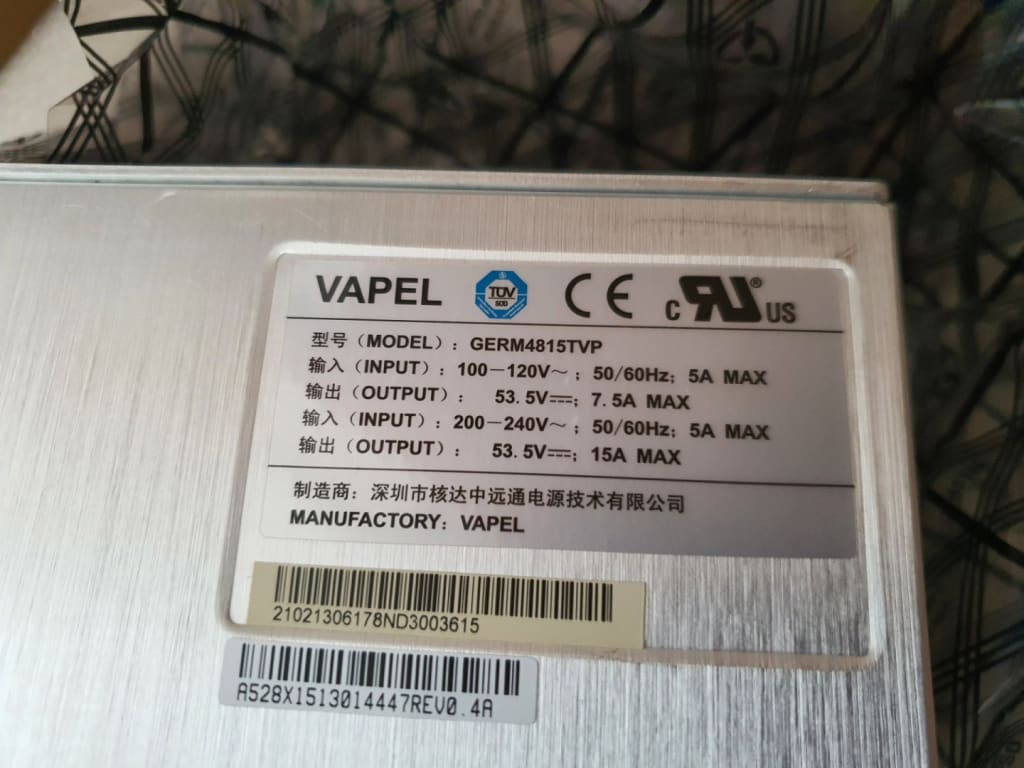 VAPEL TÜV SÜD CE c RU® US
型号（MODEL）：GERM4815TVP
输入（INPUT）：100－120V～；50/60Hz；5A MAX
输出（OUTPUT）： 53.5V⎓；7.5A MAX
输入（INPUT）：200－240V～；50/60Hz；5A MAX
输出（OUTPUT）： 53.5V⎓；15A MAX
制造商：深圳市核达中远通电源技术有限公司
MANUFACTORY：VAPEL
21021306178ND3003615
A528X1513014447REV0.4A